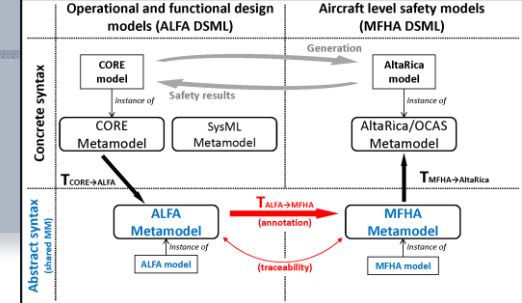 Operational and functional design
models (ALFA DSML)
Aircraft level safety models
(MFHA DSML)
Concrete syntax
CORE
model
Generation
AltaRica
model
Instance of
Safety results
Instance of
CORE
Metamodel
SysML
Metamodel
AltaRica/OCAS
Metamodel
TCORE→ALFA
TMFHA→AltaRica
Abstract syntax
(shared MM)
ALFA
Metamodel
TALFA→MFHA
(annotation)
MFHA
Metamodel
Instance of
Instance of
ALFA model
(traceability)
MFHA model